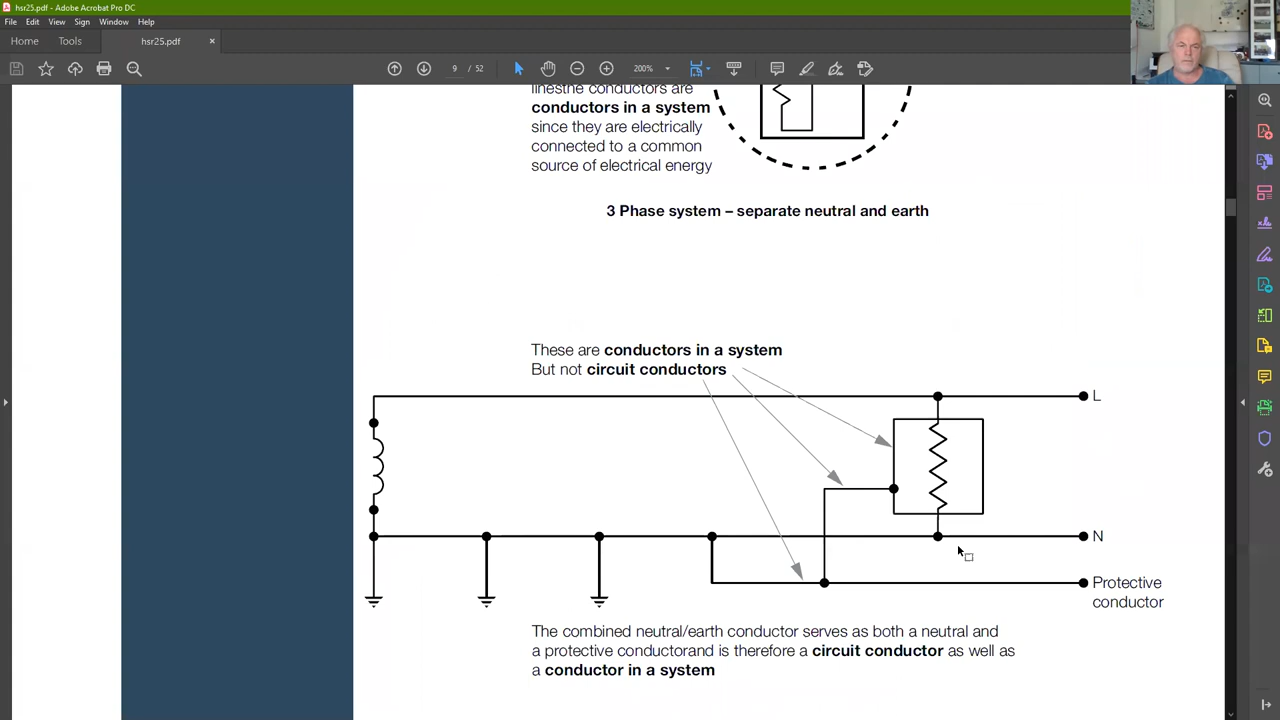 hsr25.pdf - Adobe Acrobat Pro DC
File Edit View Sign Window Help
Home Tools hsr25.pdf ×
9 / 52 200%
linesthe conductors are
conductors in a system
since they are electrically
connected to a common
source of electrical energy
3 Phase system – separate neutral and earth
These are conductors in a system
But not circuit conductors
L
N
Protective
conductor
The combined neutral/earth conductor serves as both a neutral and
a protective conductorand is therefore a circuit conductor as well as
a conductor in a system